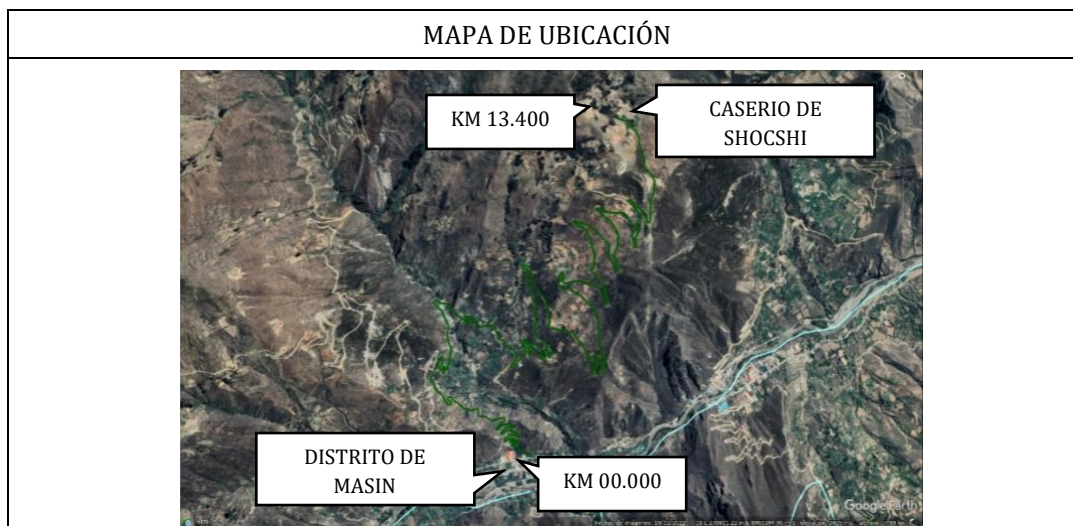 MAPA DE UBICACIÓN
KM 13.400
CASERIO DE
SHOCSHI
DISTRITO DE
MASIN
KM 00.000
Google Earth